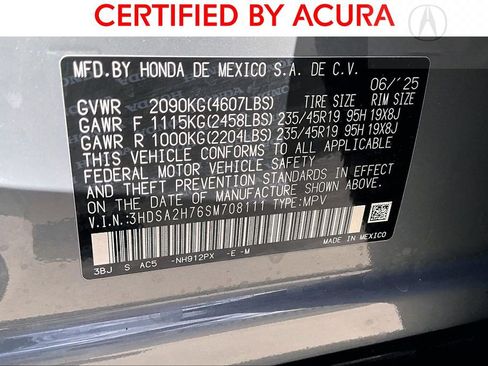 CERTIFIED BY ACURA
MFD.BY HONDA DE MEXICO S.A. DE C.V.
06/'25
GVWR 2090KG(4607LBS) TIRE SIZE RIM SIZE
GAWR F 1115KG(2458LBS) 235/45R19 95H 19X8J
GAWR R 1000KG(2204LBS) 235/45R19 95H 19X8J
THIS VEHICLE CONFORMS TO ALL APPLICABLE
FEDERAL MOTOR VEHICLE SAFETY
AND THEFT PREVENTION STANDARDS IN EFFECT
ON THE DATE OF MANUFACTURE SHOWN ABOVE.
V.I.N.:3HDSA2H76SM708111 TYPE:MPV
3BJ S AC5 -NH912PX -E-M
MADE IN MEXICO